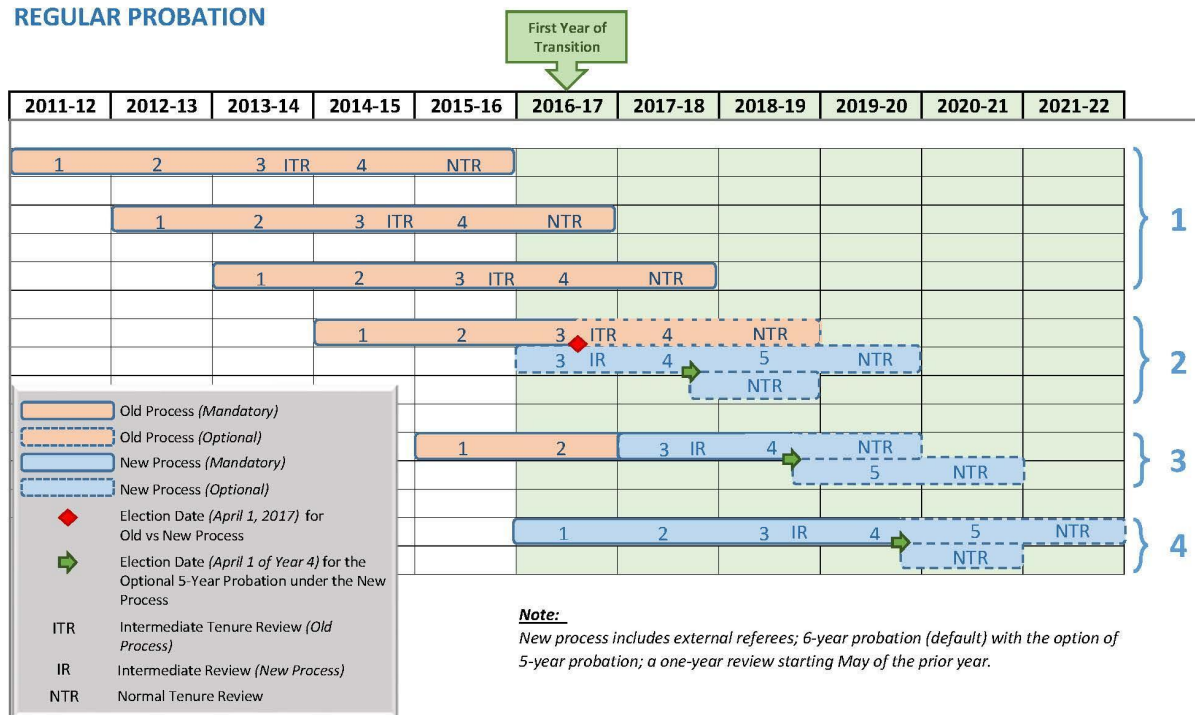 REGULAR PROBATION
First Year of
Transition
2011-12 2012-13 2013-14 2014-15 2015-16 2016-17 2017-18 2018-19 2019-20 2020-21 2021-22
1 2 3 ITR 4 NTR
1 2 3 ITR 4 NTR
1
1 2 3 ITR 4 NTR
1 2 3 ITR 4 NTR
3 IR 4 5 NTR
2
NTR
Old Process (Mandatory)
Old Process (Optional)
New Process (Mandatory)
New Process (Optional)
Election Date (April 1, 2017) for
Old vs New Process
Election Date (April 1 of Year 4) for the
Optional 5-Year Probation under the New
Process
ITR Intermediate Tenure Review (Old
Process)
IR Intermediate Review (New Process)
NTR Normal Tenure Review
1 2 3 IR 4 NTR
3
5 NTR
1 2 3 IR 4 5 NTR
4
NTR
Note:
New process includes external referees; 6-year probation (default) with the option of
5-year probation; a one-year review starting May of the prior year.